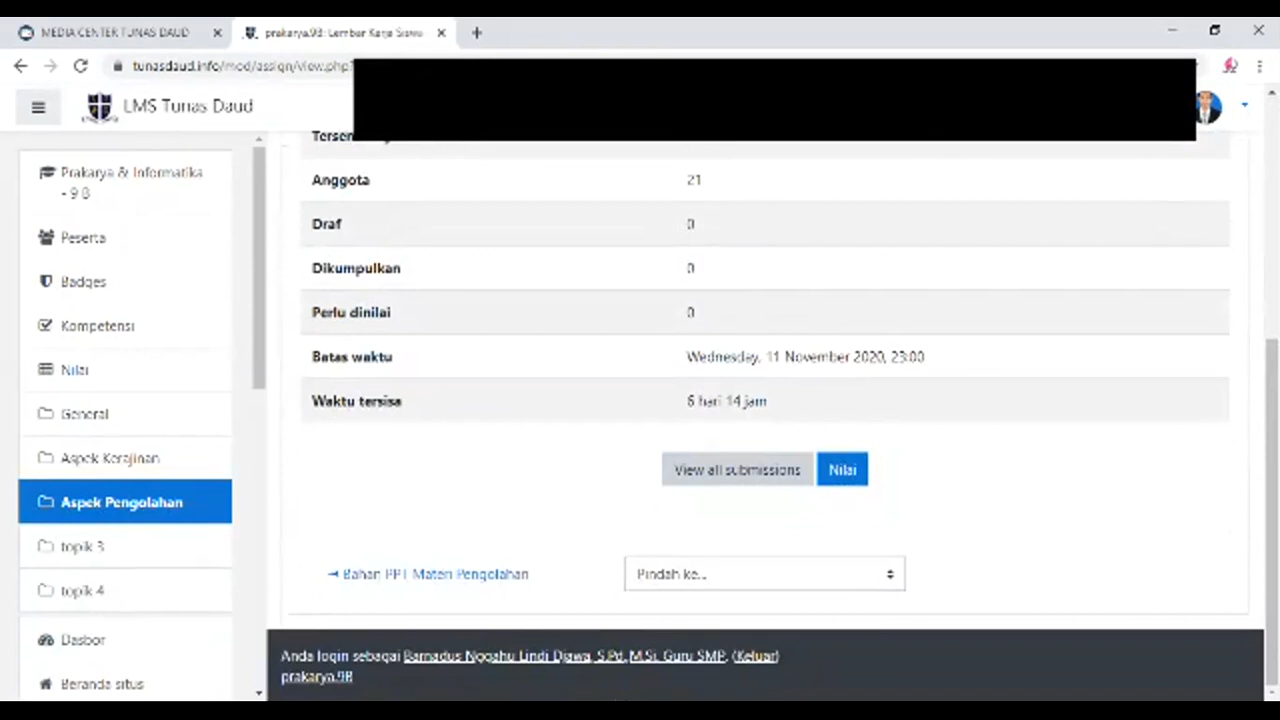 MEDIA CENTER TUNAS DAUD
prakarya.9B: Lembar Kerja Siswa
tunasdaud.info/mod/assign/view.php?
LMS Tunas Daud
Prakarya & Informatika
- 9 B
Peserta
Badges
Kompetensi
Nilai
General
Aspek Kerajinan
Aspek Pengolahan
topik 3
topik 4
Dasbor
Beranda situs
Anggota 21
Draf 0
Dikumpulkan 0
Perlu dinilai 0
Batas waktu Wednesday, 11 November 2020, 23:00
Waktu tersisa 6 hari 14 jam
View all submissions Nilai
◄ Bahan PPT Materi Pengolahan Pindah ke...
Anda login sebagai Barnadus Nggahu Lindi Djawa, S.Pd.,M.Si. Guru SMP. (Keluar)
prakarya.9B